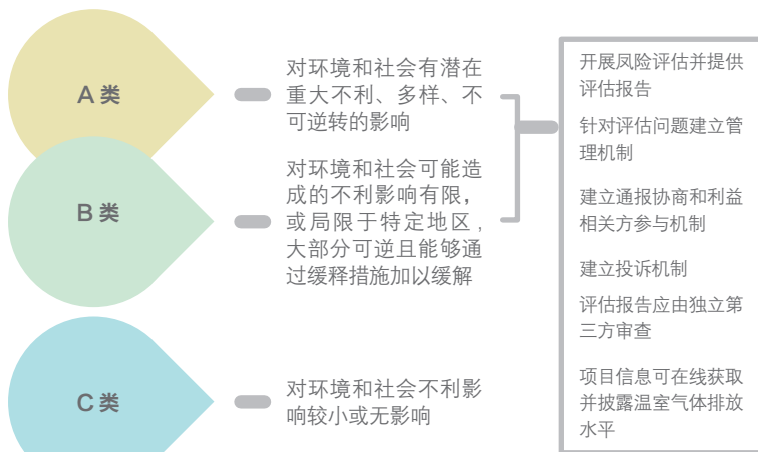 A 类
对环境和社会有潜在
重大不利、多样、不
可逆转的影响
B 类
对环境和社会可能造
成的不利影响有限，
或局限于特定地区，
大部分可逆且能够通
过缓释措施加以缓解
C 类
对环境和社会不利影
响较小或无影响
开展风险评估并提供
评估报告
针对评估问题建立管
理机制
建立通报协商和利益
相关方参与机制
建立投诉机制
评估报告应由独立第
三方审查
项目信息可在线获取
并披露温室气体排放
水平